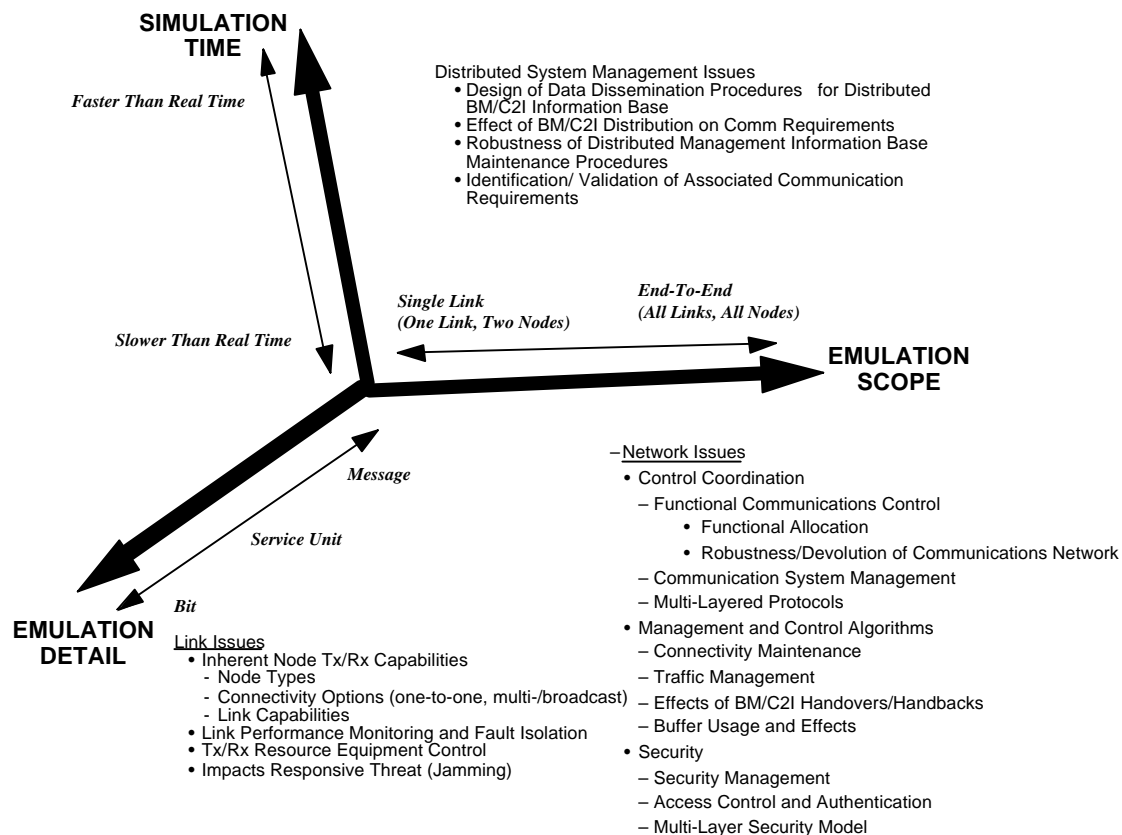 SIMULATION
TIME
Faster Than Real Time
Slower Than Real Time
Distributed System Management Issues
• Design of Data Dissemination Procedures for Distributed
BM/C2I Information Base
• Effect of BM/C2I Distribution on Comm Requirements
• Robustness of Distributed Management Information Base
Maintenance Procedures
• Identification/ Validation of Associated Communication
Requirements
Single Link
(One Link, Two Nodes)
End-To-End
(All Links, All Nodes)
EMULATION
SCOPE
Message
Service Unit
Bit
EMULATION
DETAIL
Link Issues
• Inherent Node Tx/Rx Capabilities
- Node Types
- Connectivity Options (one-to-one, multi-/broadcast)
- Link Capabilities
• Link Performance Monitoring and Fault Isolation
• Tx/Rx Resource Equipment Control
• Impacts Responsive Threat (Jamming)
– Network Issues
• Control Coordination
– Functional Communications Control
• Functional Allocation
• Robustness/Devolution of Communications Network
– Communication System Management
– Multi-Layered Protocols
• Management and Control Algorithms
– Connectivity Maintenance
– Traffic Management
– Effects of BM/C2I Handovers/Handbacks
– Buffer Usage and Effects
• Security
– Security Management
– Access Control and Authentication
– Multi-Layer Security Model